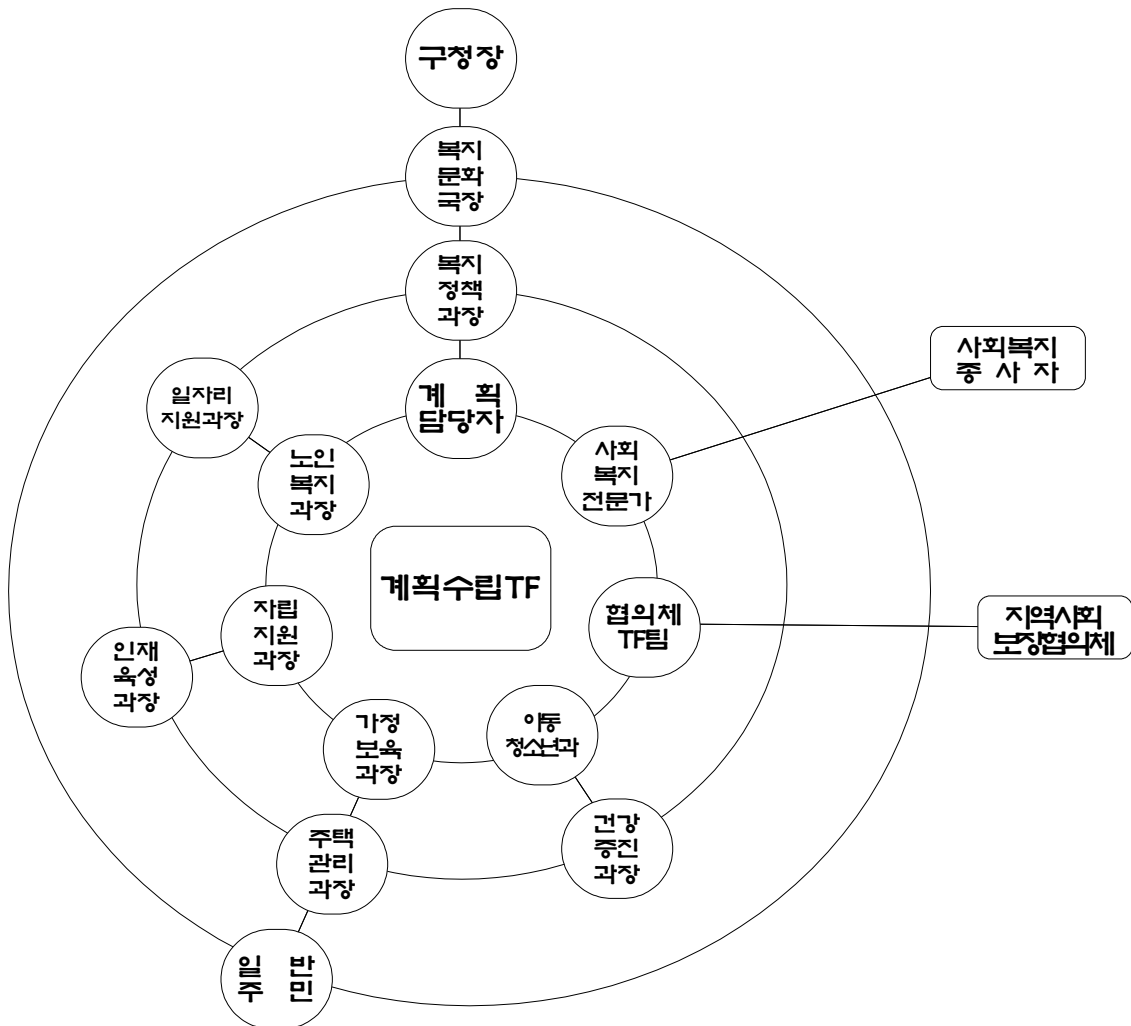 구청장
복지
문화
국장
복지
정책
과장
계 획
담당자
일자리
지원과장
노인
복지
과장
사회
복지
전문가
사회복지
종 사 자
계획수립TF
자립
지원
과장
인재
육성
과장
협의체
TF팀
지역사회
보장협의체
가정
보육
과장
아동
청소년과
주택
관리
과장
건강
증진
과장
일 반
주 민